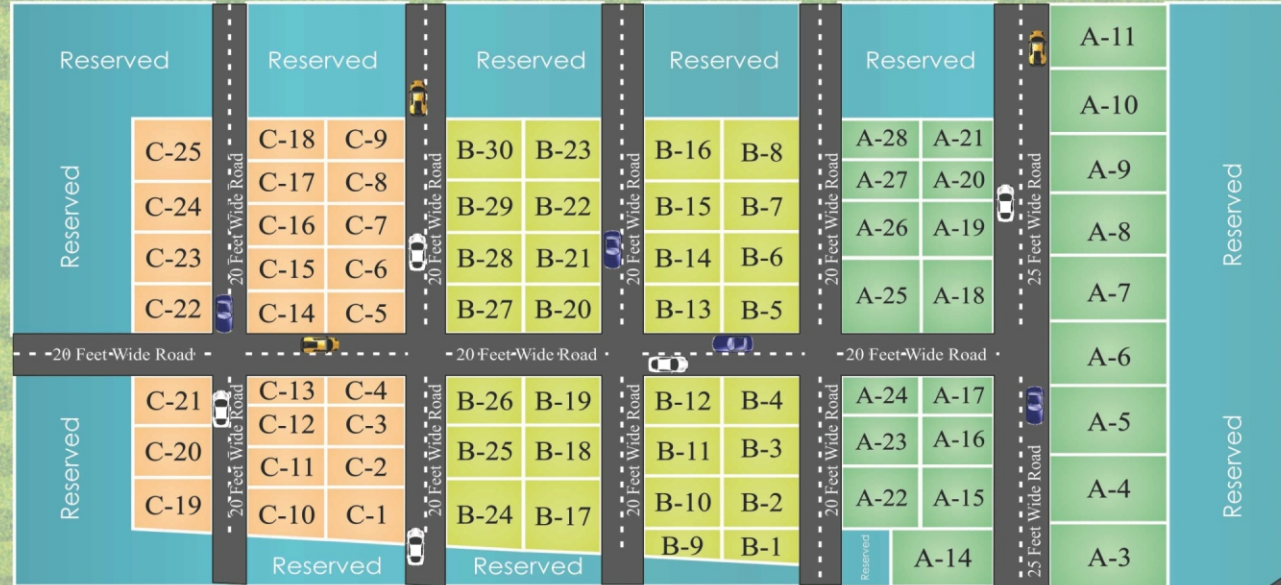 Reserved
Reserved
Reserved
Reserved
Reserved
A-11
A-10
A-9
A-8
A-7
A-6
A-5
A-4
A-3
C-25
C-24
C-23
C-22
Reserved
20 Feet Wide Road
C-18 C-9
C-17 C-8
C-16 C-7
C-15 C-6
C-14 C-5
20 Feet Wide Road
B-30 B-23
B-29 B-22
B-28 B-21
B-27 B-20
20 Feet Wide Road
B-16 B-8
B-15 B-7
B-14 B-6
B-13 B-5
20 Feet Wide Road
A-28 A-21
A-27 A-20
A-26 A-19
A-25 A-18
25 Feet Wide Road
Reserved
20 Feet Wide Road
20 Feet Wide Road
20 Feet Wide Road
Reserved
C-21
C-20
C-19
20 Feet Wide Road
C-13 C-4
C-12 C-3
C-11 C-2
C-10 C-1
Reserved
20 Feet Wide Road
B-26 B-19
B-25 B-18
B-24 B-17
20 Feet Wide Road
B-12 B-4
B-11 B-3
B-10 B-2
B-9 B-1
20 Feet Wide Road
A-24 A-17
A-23 A-16
A-22 A-15
Reserved
A-14
25 Feet Wide Road
Reserved